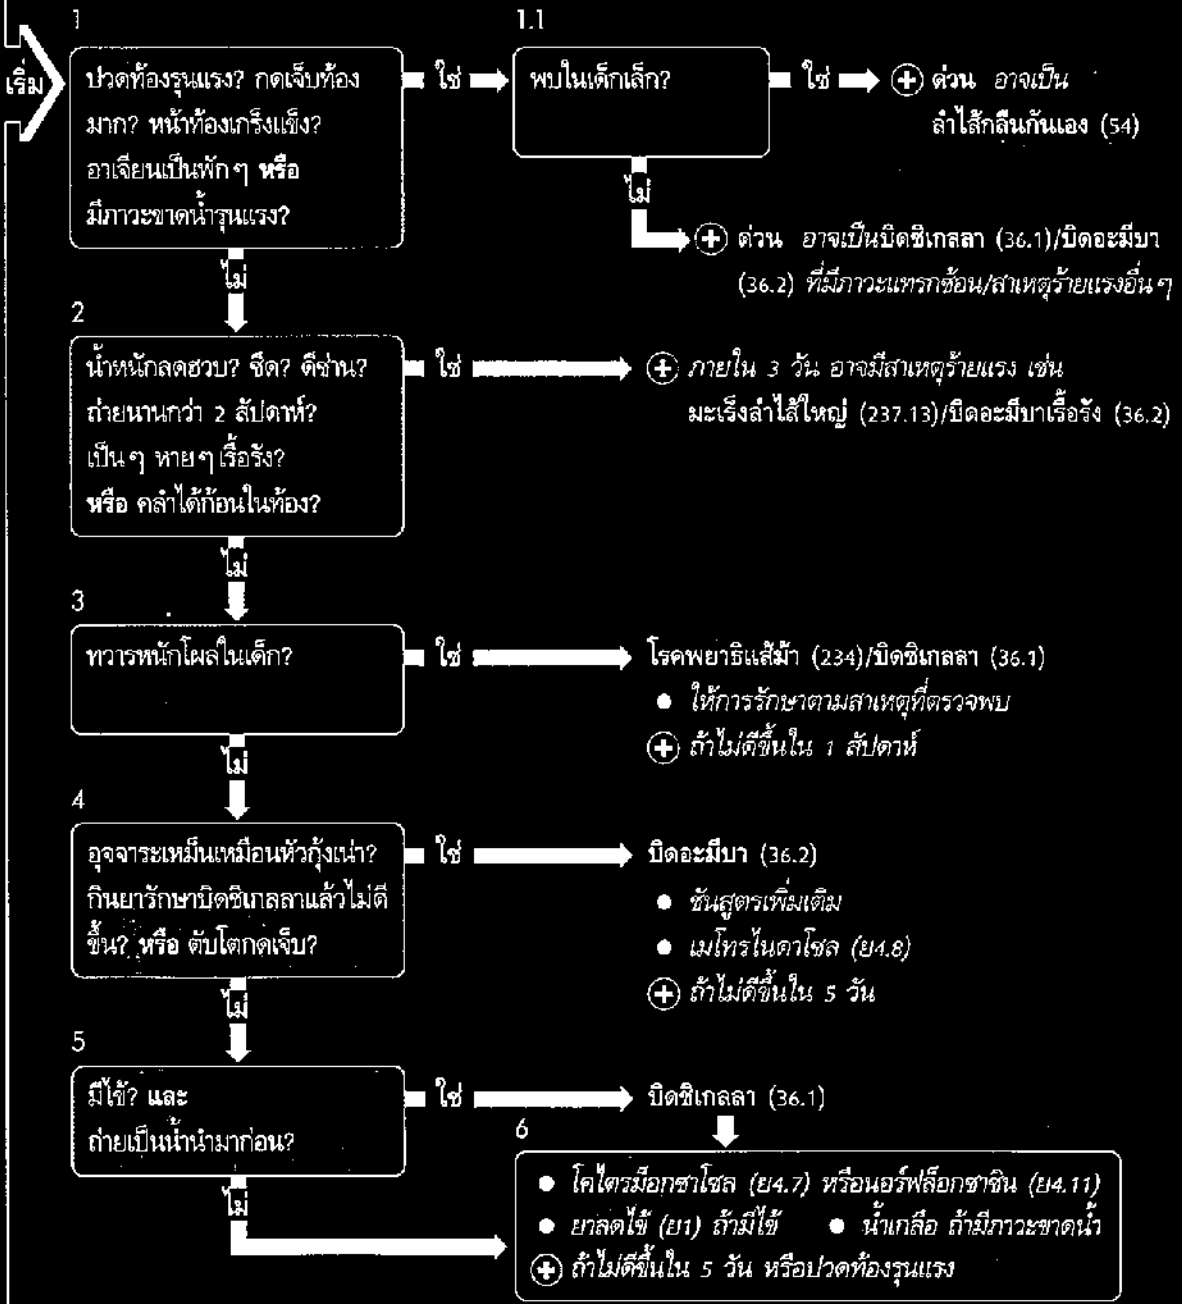 เริ่ม
1
ปวดท้องรุนแรง? กดเจ็บท้อง
มาก? หน้าท้องเกร็งแข็ง?
อาเจียนเป็นพักๆ หรือ
มีภาวะขาดน้ำรุนแรง?
ใช่
1.1
พบในเด็กเล็ก?
ใช่
ด่วน อาจเป็น
ลำไส้กลืนกันเอง (54)
ไม่
ด่วน อาจเป็นบิดชิเกลลา (36.1)/บิดอะมีบา
(36.2) ที่มีภาวะแทรกซ้อน/สาเหตุร้ายแรงอื่นๆ
ไม่
2
น้ำหนักลดฮวบ? ซีด? ดีซ่าน?
ถ่ายนานกว่า 2 สัปดาห์?
เป็นๆ หายๆ เรื้อรัง?
หรือ คลำได้ก้อนในท้อง?
ใช่
ภายใน 3 วัน อาจมีสาเหตุร้ายแรง เช่น
มะเร็งลำไส้ใหญ่ (237.13)/บิดอะมีบาเรื้อรัง (36.2)
ไม่
3
ทวารหนักโผล่ในเด็ก?
ใช่
โรคพยาธิแส้ม้า (234)/บิดชิเกลลา (36.1)
• ให้การรักษาตามสาเหตุที่ตรวจพบ
ถ้าไม่ดีขึ้นใน 1 สัปดาห์
ไม่
4
อุจจาระเหม็นเหมือนหัวกุ้งเน่า?
กินยารักษาบิดชิเกลลาแล้วไม่ดี
ขึ้น? หรือ ตับโตกดเจ็บ?
ใช่
บิดอะมีบา (36.2)
• ชันสูตรเพิ่มเติม
• เมโทรไนดาโซล (ย4.8)
ถ้าไม่ดีขึ้นใน 5 วัน
ไม่
5
มีไข้? และ
ถ่ายเป็นน้ำนำมาก่อน?
ใช่
บิดชิเกลลา (36.1)
ไม่
6
• โคไตรม็อกซาโซล (ย4.7) หรือนอร์ฟล็อกซาซิน (ย4.11)
• ยาลดไข้ (ย1) ถ้ามีไข้ • น้ำเกลือ ถ้ามีภาวะขาดน้ำ
ถ้าไม่ดีขึ้นใน 5 วัน หรือปวดท้องรุนแรง